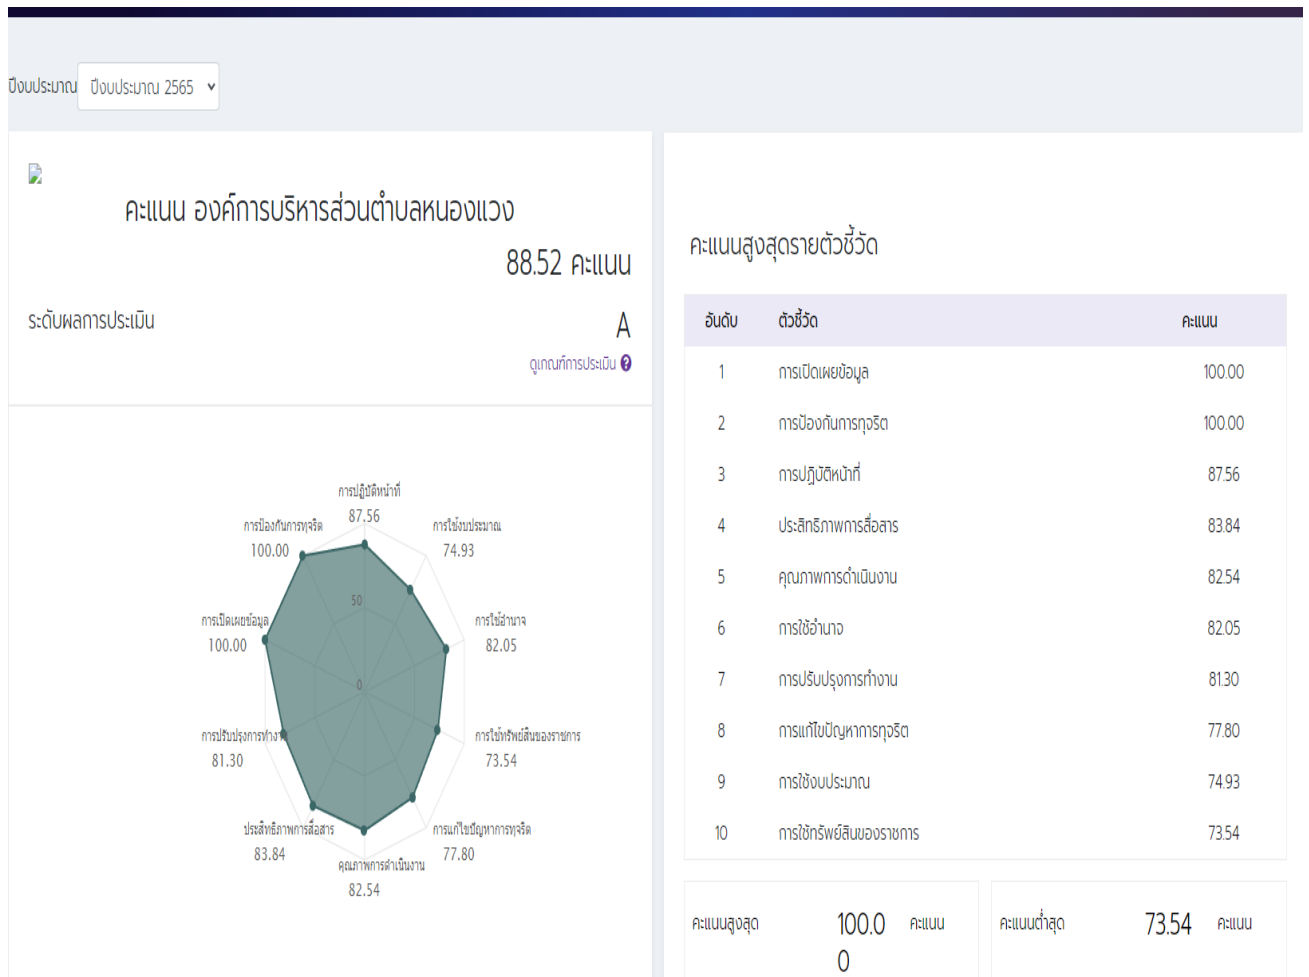 ปีงบประมาณ ปีงบประมาณ 2565
คะแนน องค์การบริหารส่วนตำบลหนองแวง
88.52 คะแนน
ระดับผลการประเมิน A
ดูเกณฑ์การประเมิน ?
การปฏิบัติหน้าที่
87.56
การป้องกันการทุจริต
100.00
การใช้งบประมาณ
74.93
50
การเปิดเผยข้อมูล
100.00
การใช้อำนาจ
82.05
0
การปรับปรุงการทำงาน
81.30
การใช้ทรัพย์สินของราชการ
73.54
ประสิทธิภาพการสื่อสาร
83.84
การแก้ไขปัญหาการทุจริต
77.80
คุณภาพการดำเนินงาน
82.54
คะแนนสูงสุดรายตัวชี้วัด
อันดับ ตัวชี้วัด คะแนน
1 การเปิดเผยข้อมูล 100.00
2 การป้องกันการทุจริต 100.00
3 การปฏิบัติหน้าที่ 87.56
4 ประสิทธิภาพการสื่อสาร 83.84
5 คุณภาพการดำเนินงาน 82.54
6 การใช้อำนาจ 82.05
7 การปรับปรุงการทำงาน 81.30
8 การแก้ไขปัญหาการทุจริต 77.80
9 การใช้งบประมาณ 74.93
10 การใช้ทรัพย์สินของราชการ 73.54
คะแนนสูงสุด 100.0 คะแนน
0
คะแนนต่ำสุด 73.54 คะแนน